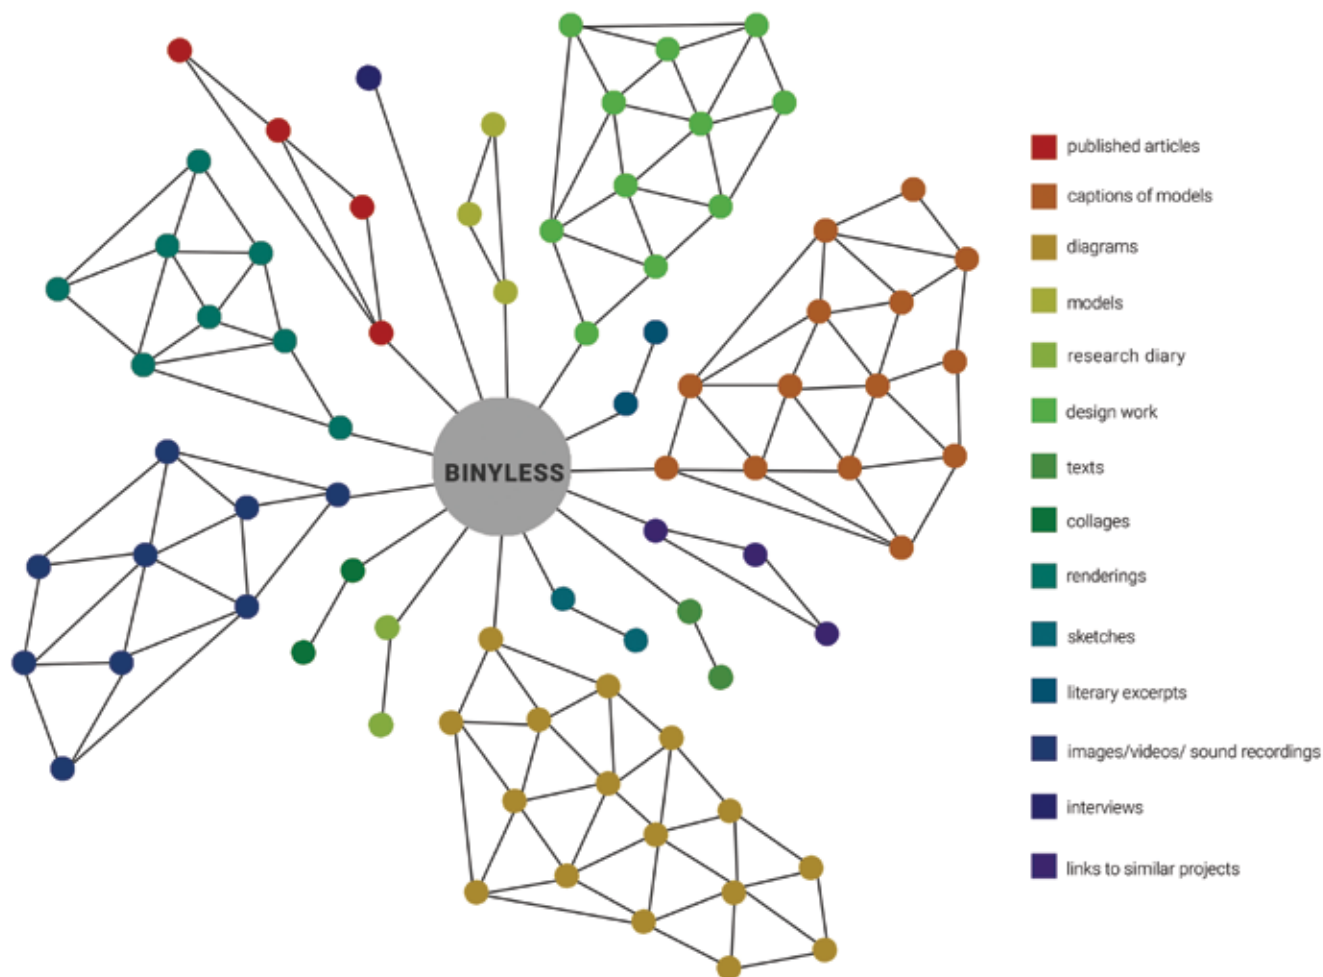 BINYLESS
published articles
captions of models
diagrams
models
research diary
design work
texts
collages
renderings
sketches
literary excerpts
images/videos/ sound recordings
interviews
links to similar projects